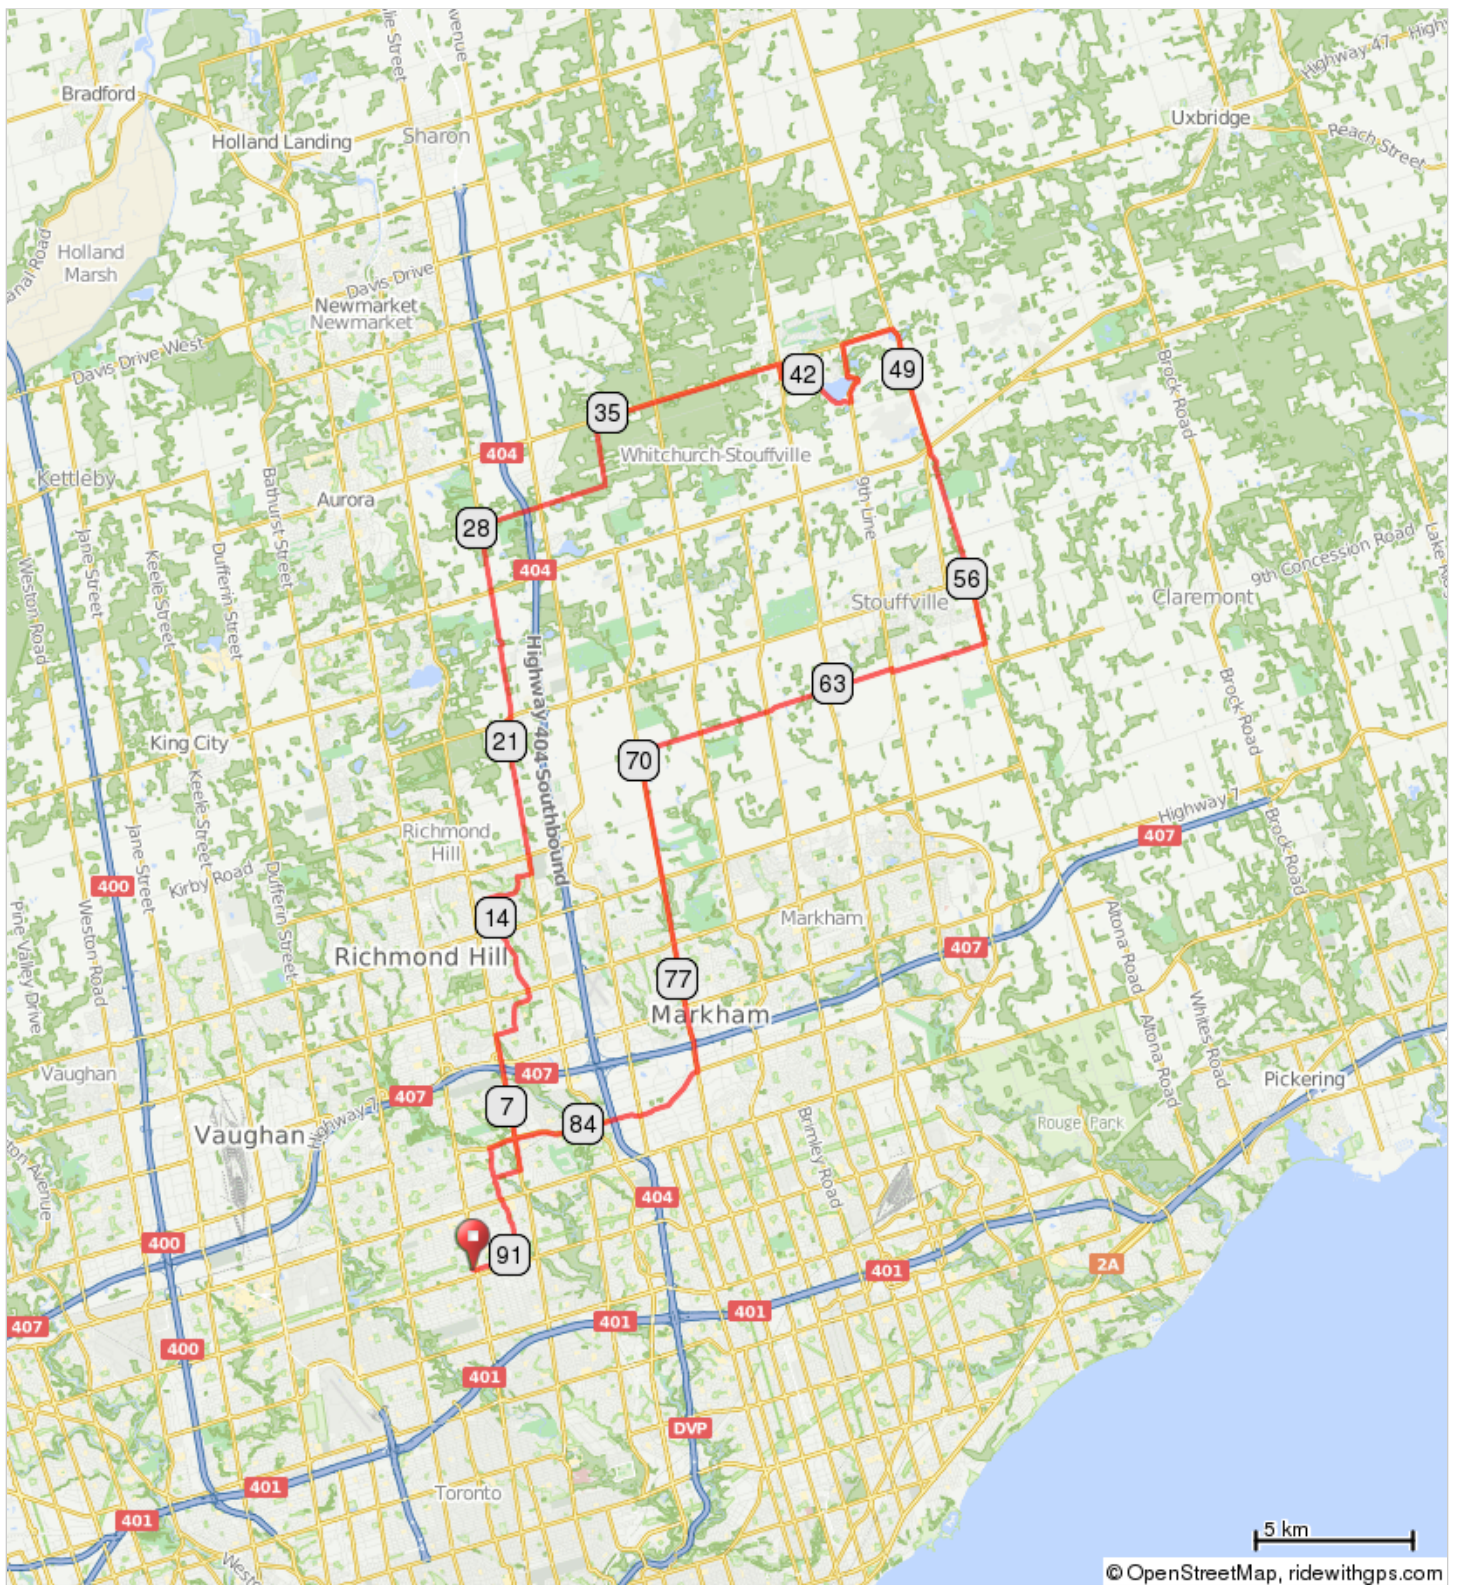 Highway 47
High
Avenue
Bradford
Uxbridge
Holland Landing
Sharon
Reach Street
Holland
Marsh
Canal Road
Davis Drive
Newmarket
Newmarket
Davis Drive West
Brock Road
49
42
35
404
Whitchurch-Stouffville
Kettleby
Aurora
Bathurst Street
9th Line
28
Jane Street
Keele Street
Dufferin Street
Weston Road
404
9th Concession Road
56
Stouffville
Claremont
Highway 404 Southbound
63
Brock Road
21
King City
70
Keele Street
Highway 7
407
Richmond
Hill
Jane Street
Kirby Road
Dufferin Street
Brock Road
400
14
Markham
Pine Valley Drive
Weston Road
Richmond Hill
407
Altona Road
77
Markham
Whites Road
Altona Road
Vaughan
407
407
Pickering
7
84
Highway 7
Vaughan
Brimley Road
Rouge Park
404
400
91
401
2A
407
401
401
400
401
DVP
401
Toronto
401
5 km
© OpenStreetMap, ridewithgps.com